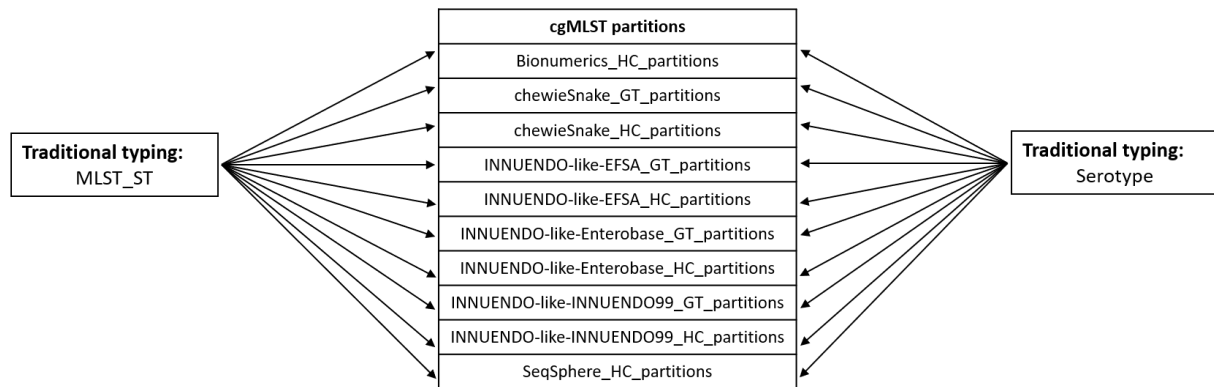 cgMLST partitions
Bionumerics_HC_partitions
chewieSnake_GT_partitions
chewieSnake_HC_partitions
INNUENDO-like-EFSA_GT_partitions
INNUENDO-like-EFSA_HC_partitions
INNUENDO-like-Enterobase_GT_partitions
INNUENDO-like-Enterobase_HC_partitions
INNUENDO-like-INNUENDO99_GT_partitions
INNUENDO-like-INNUENDO99_HC_partitions
SeqSphere_HC_partitions
Traditional typing:
MLST_ST
Traditional typing:
Serotype